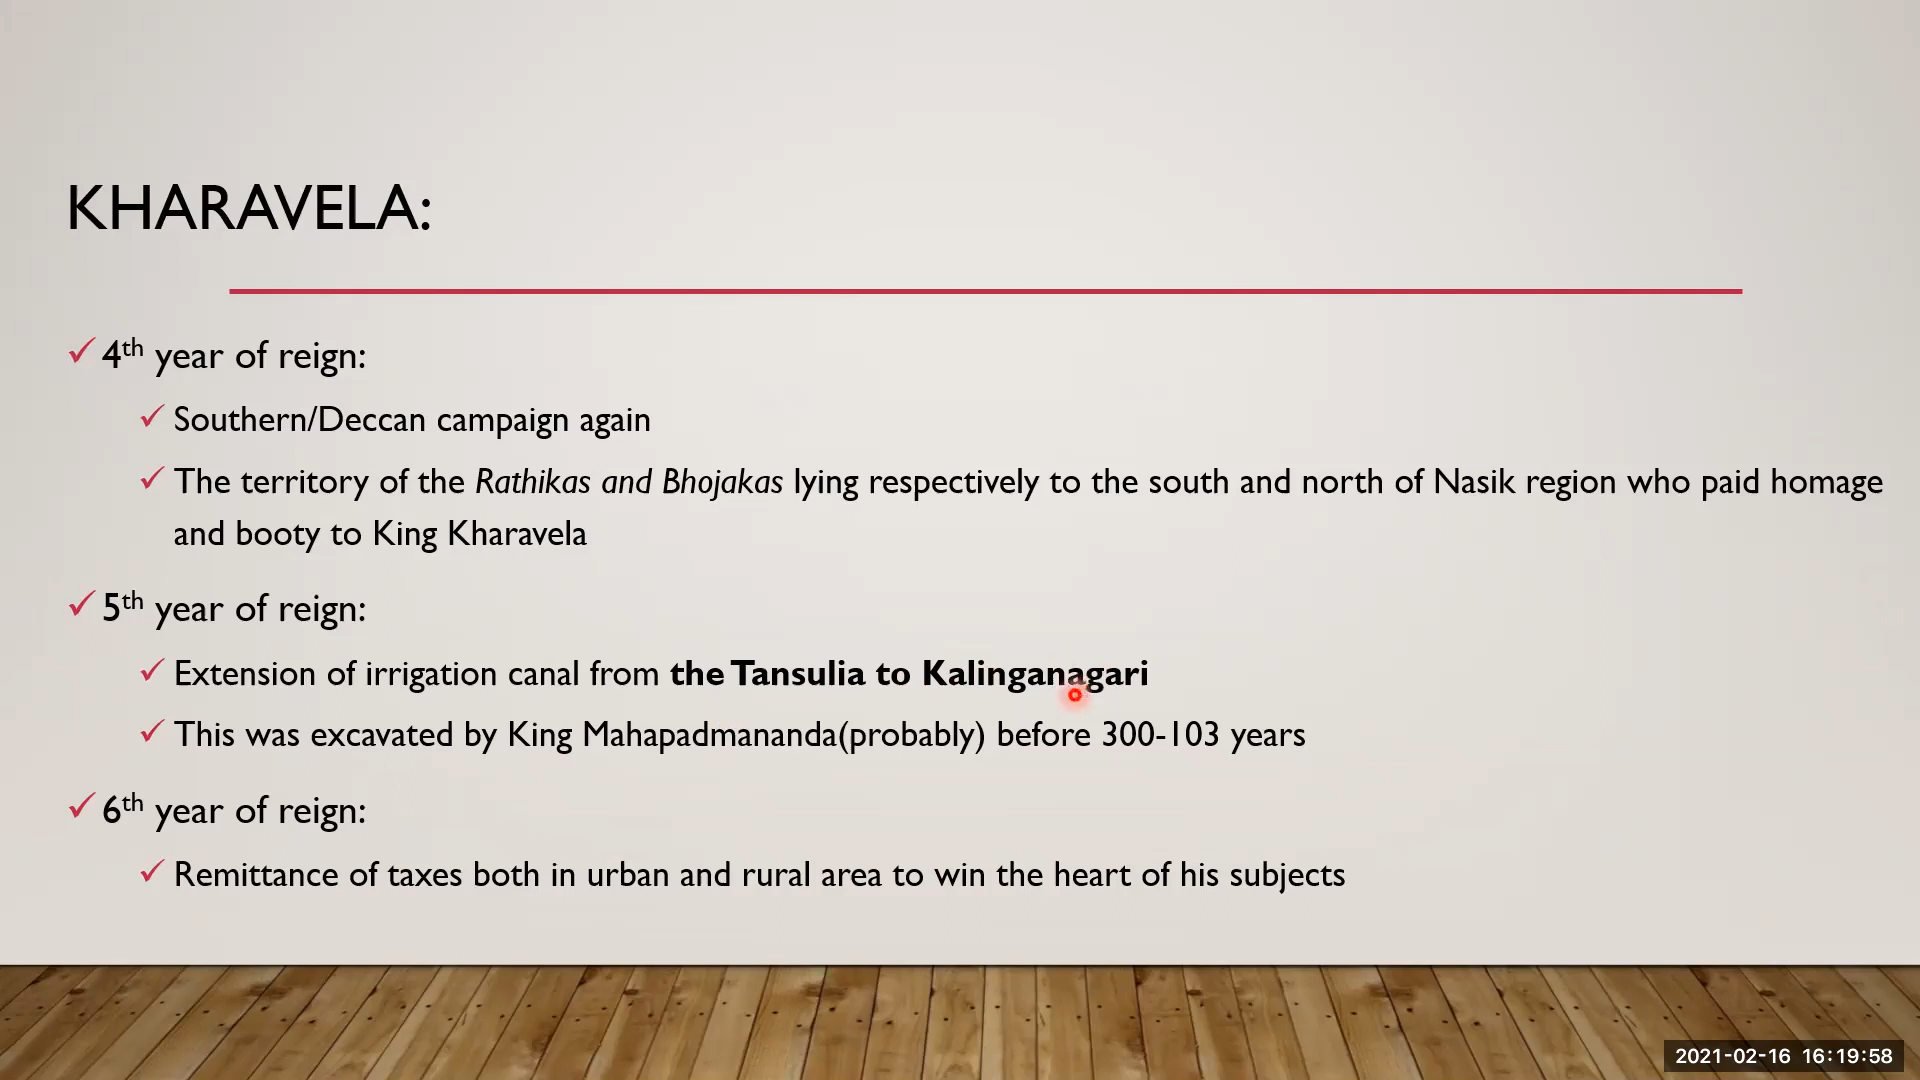 KHARAVELA:
4th year of reign:
Southern/Deccan campaign again
The territory of the Rathikas and Bhojakas lying respectively to the south and north of Nasik region who paid homage
and booty to King Kharavela
5th year of reign:
Extension of irrigation canal from the Tansulia to Kalinganagari
This was excavated by King Mahapadmananda(probably) before 300-103 years
6th year of reign:
Remittance of taxes both in urban and rural area to win the heart of his subjects
2021-02-16 16:19:58